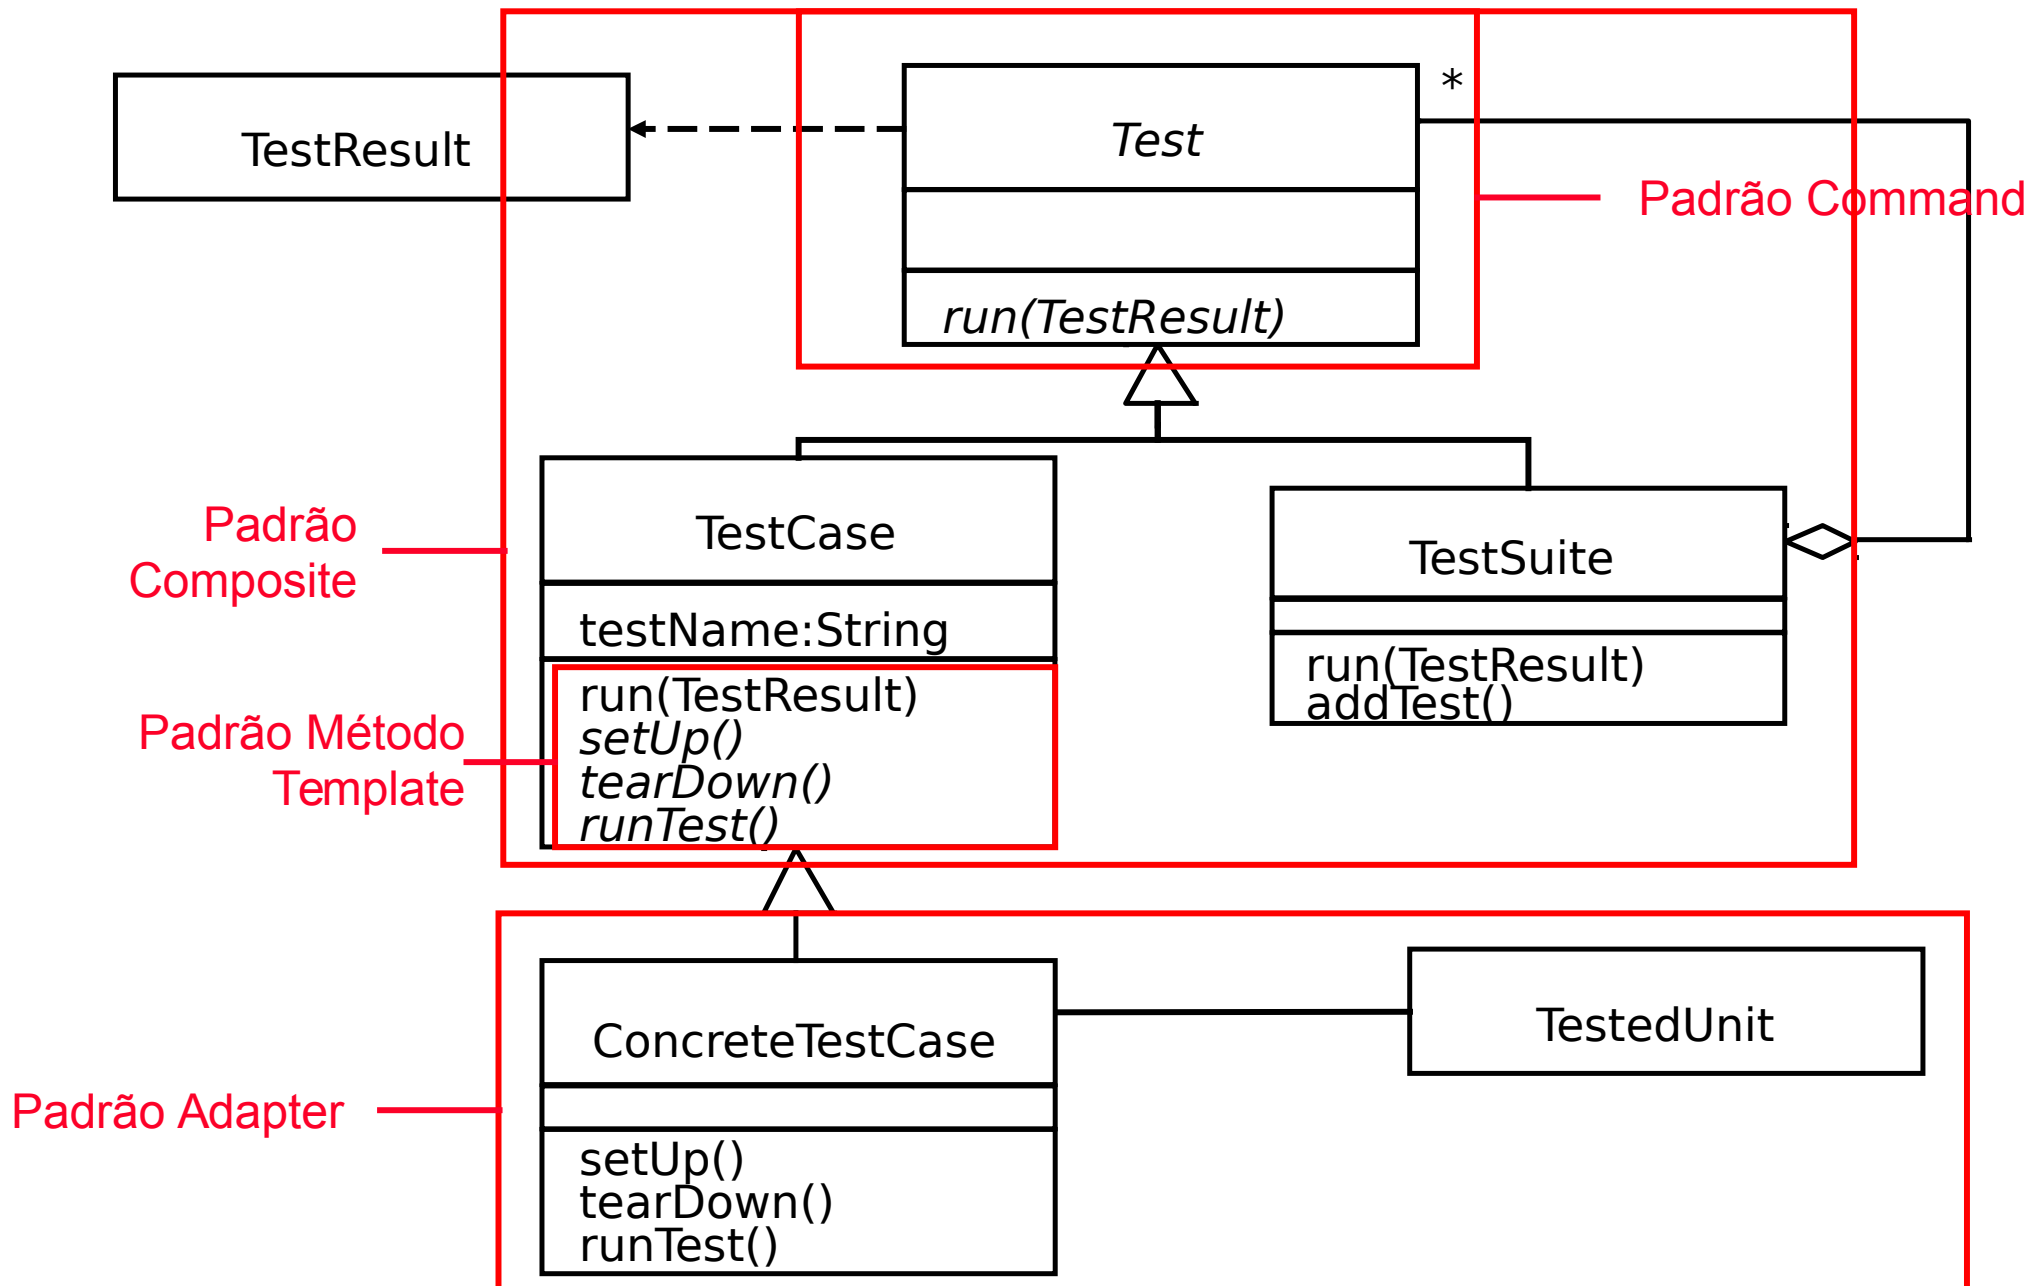 *
TestResult
Test
Padrão Command
run(TestResult)
Padrão
Composite
TestCase
TestSuite
testName:String
run(TestResult)
addTest()
Padrão Método
Template
run(TestResult)
setUp()
tearDown()
runTest()
ConcreteTestCase
TestedUnit
Padrão Adapter
setUp()
tearDown()
runTest()